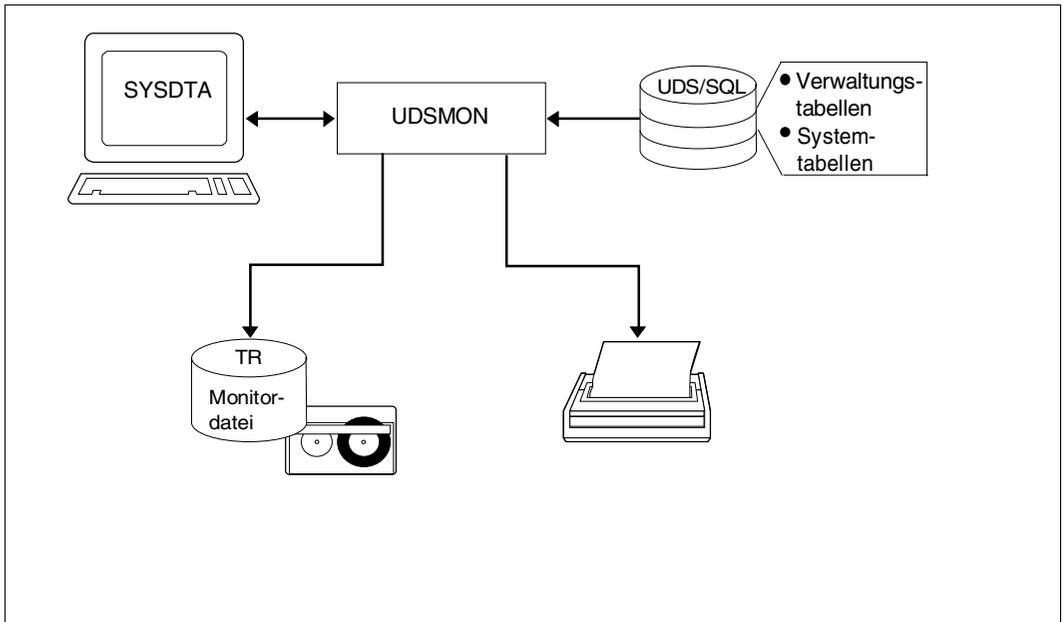 SYSDTA
UDSMON
UDS/SQL
● Verwaltungs-
tabellen
● System-
tabellen
TR
Monitor-
datei